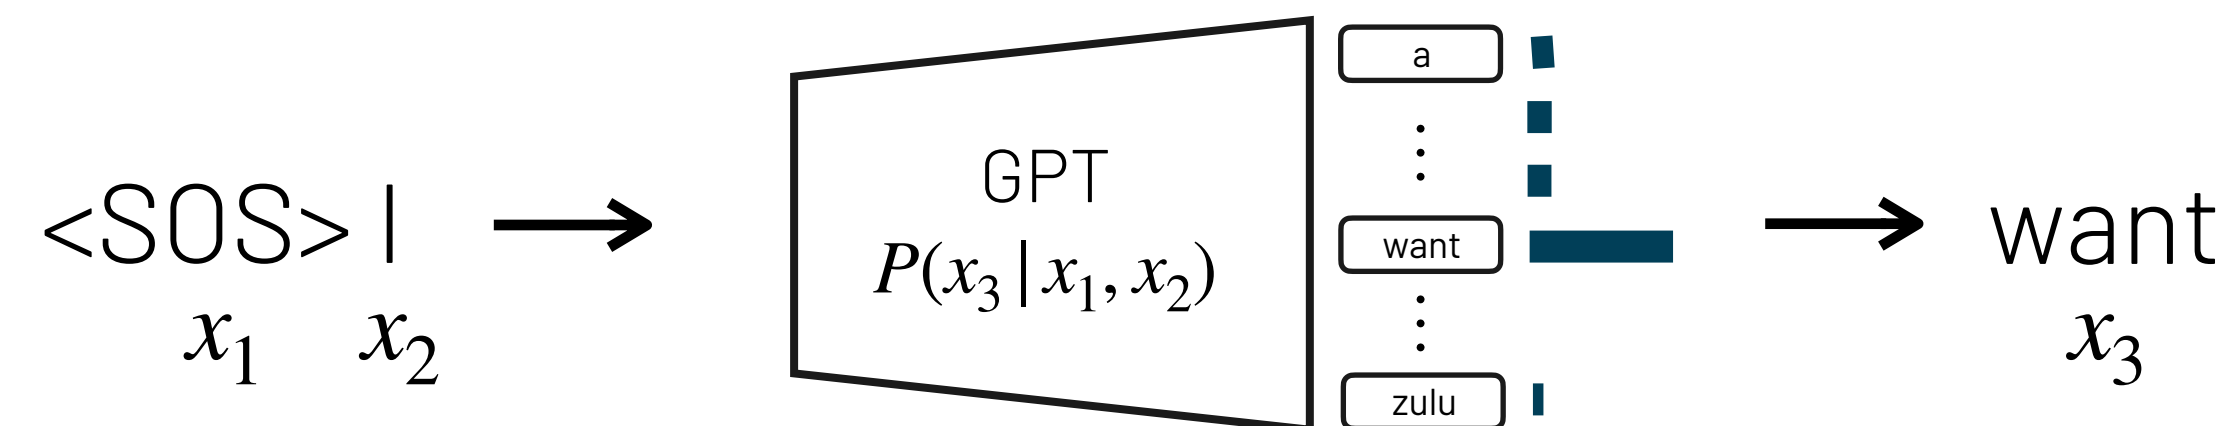 <SOS> I
x₁ x₂
GPT
P(x₃ | x₁, x₂)
a
want
zulu
want
x₃